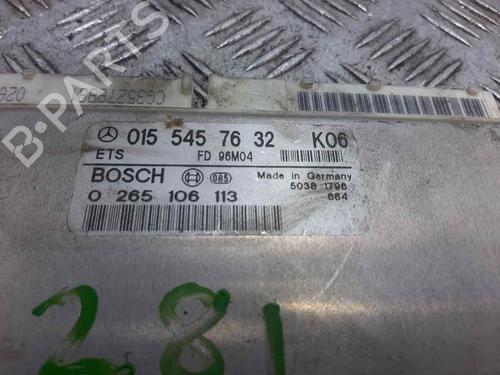 B-PARTS
015 545 76 32 K06
ETS FD 96M04
BOSCH 085 Made in Germany
0 265 106 113 5038 1796
664
281